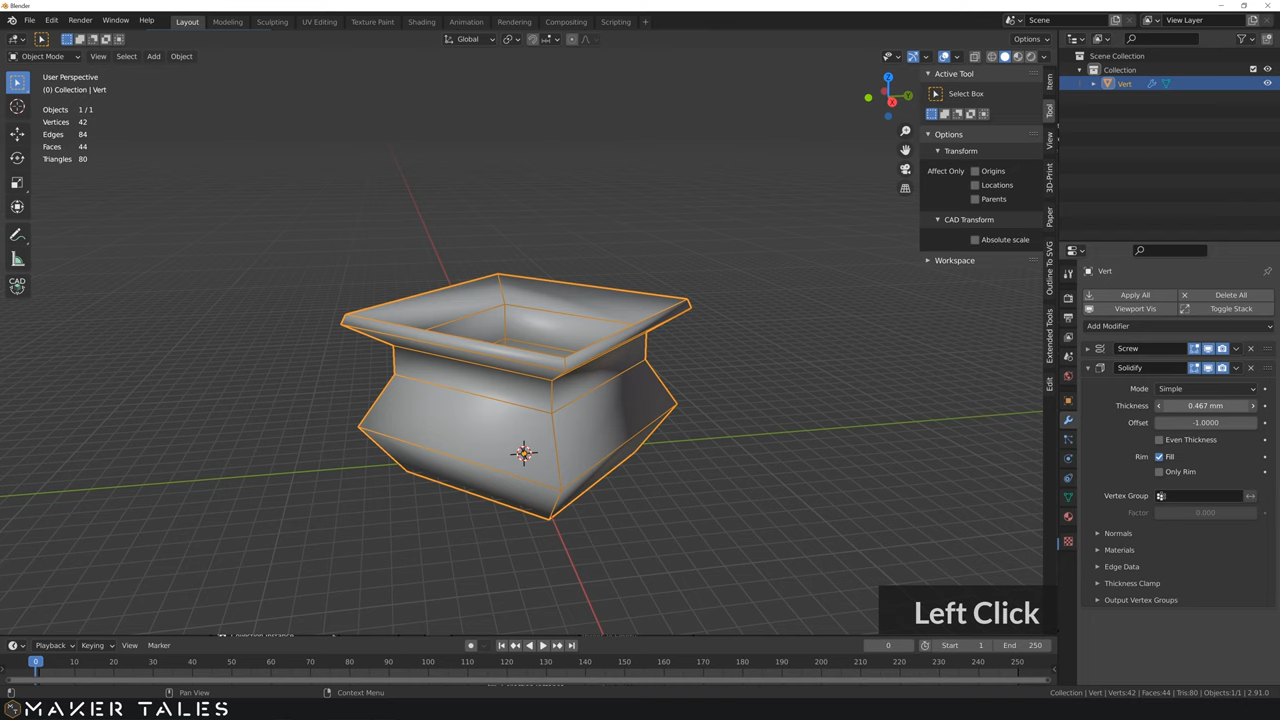 Blender
File Edit Render Window Help Layout Modeling Sculpting UV Editing Texture Paint Shading Animation Rendering Compositing Scripting + Scene View Layer
Global Options
Object Mode View Select Add Object
User Perspective
(0) Collection | Vert
Objects 1 / 1
Vertices 42
Edges 84
Faces 44
Triangles 80
CAD
Z
Y
X
Active Tool
Select Box
Options
Transform
Affect Only Origins
Locations
Parents
CAD Transform
Absolute scale
Workspace
Item
Tool
View
3D-Print
Paper
Outline To SVG
Extended Tools
Edit
Scene Collection
Collection
Vert
Vert
Apply All Delete All
Viewport Vis Toggle Stack
Add Modifier
Screw
Solidify
Mode Simple
Thickness 0.467 mm
Offset -1.0000
Even Thickness
Rim Fill
Only Rim
Vertex Group
Factor 0.000
Normals
Materials
Edge Data
Thickness Clamp
Output Vertex Groups
Left Click
Playback Keying View Marker 0 Start 1 End 250
0 10 20 30 40 50 60 70 80 90 100 110 120 130 140 150 160 170 180 190 200 210 220 230 240 250
Pan View Context Menu Collection | Vert | Verts:42 | Faces:44 | Tris:80 | Objects:1/1 | 2.91.0
MAKER TALES